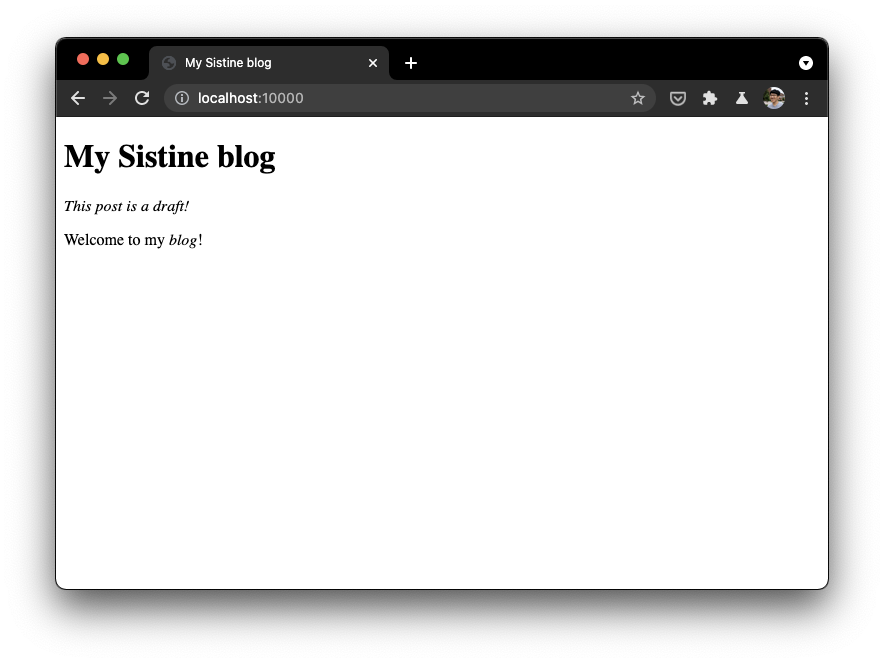 My Sistine blog
localhost:10000
My Sistine blog
This post is a draft!
Welcome to my blog!